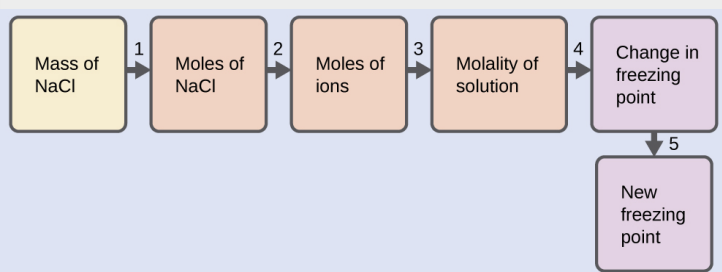 Mass of
NaCl
1
Moles of
NaCl
2
Moles of
ions
3
Molality of
solution
4
Change in
freezing
point
5
New
freezing
point